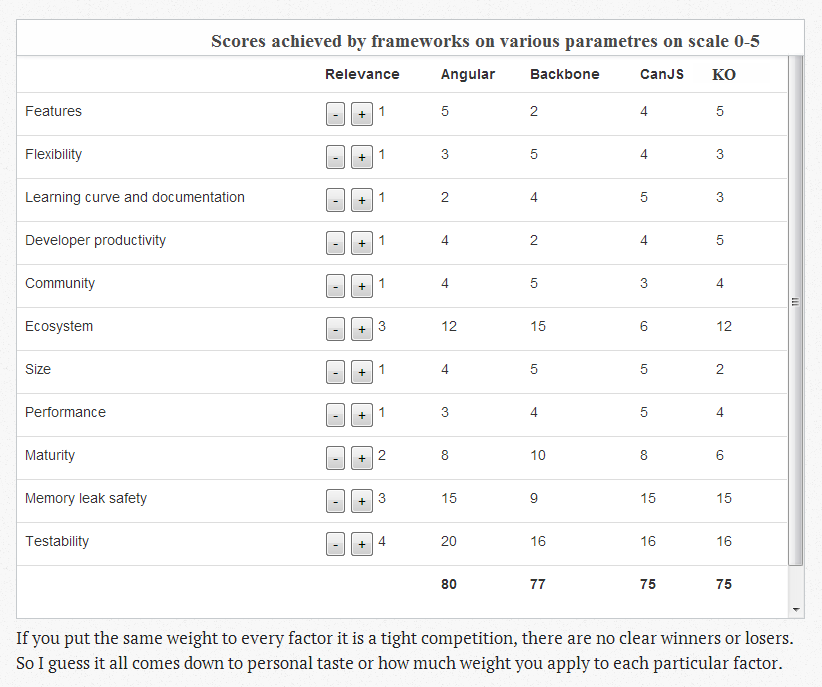 Scores achieved by frameworks on various parametres on scale 0-5
Relevance Angular Backbone CanJS KO
Features - + 1 5 2 4 5
Flexibility - + 1 3 5 4 3
Learning curve and documentation - + 1 2 4 5 3
Developer productivity - + 1 4 2 4 5
Community - + 1 4 5 3 4
Ecosystem - + 3 12 15 6 12
Size - + 1 4 5 5 2
Performance - + 1 3 4 5 4
Maturity - + 2 8 10 8 6
Memory leak safety - + 3 15 9 15 15
Testability - + 4 20 16 16 16
80 77 75 75
If you put the same weight to every factor it is a tight competition, there are no clear winners or losers.
So I guess it all comes down to personal taste or how much weight you apply to each particular factor.